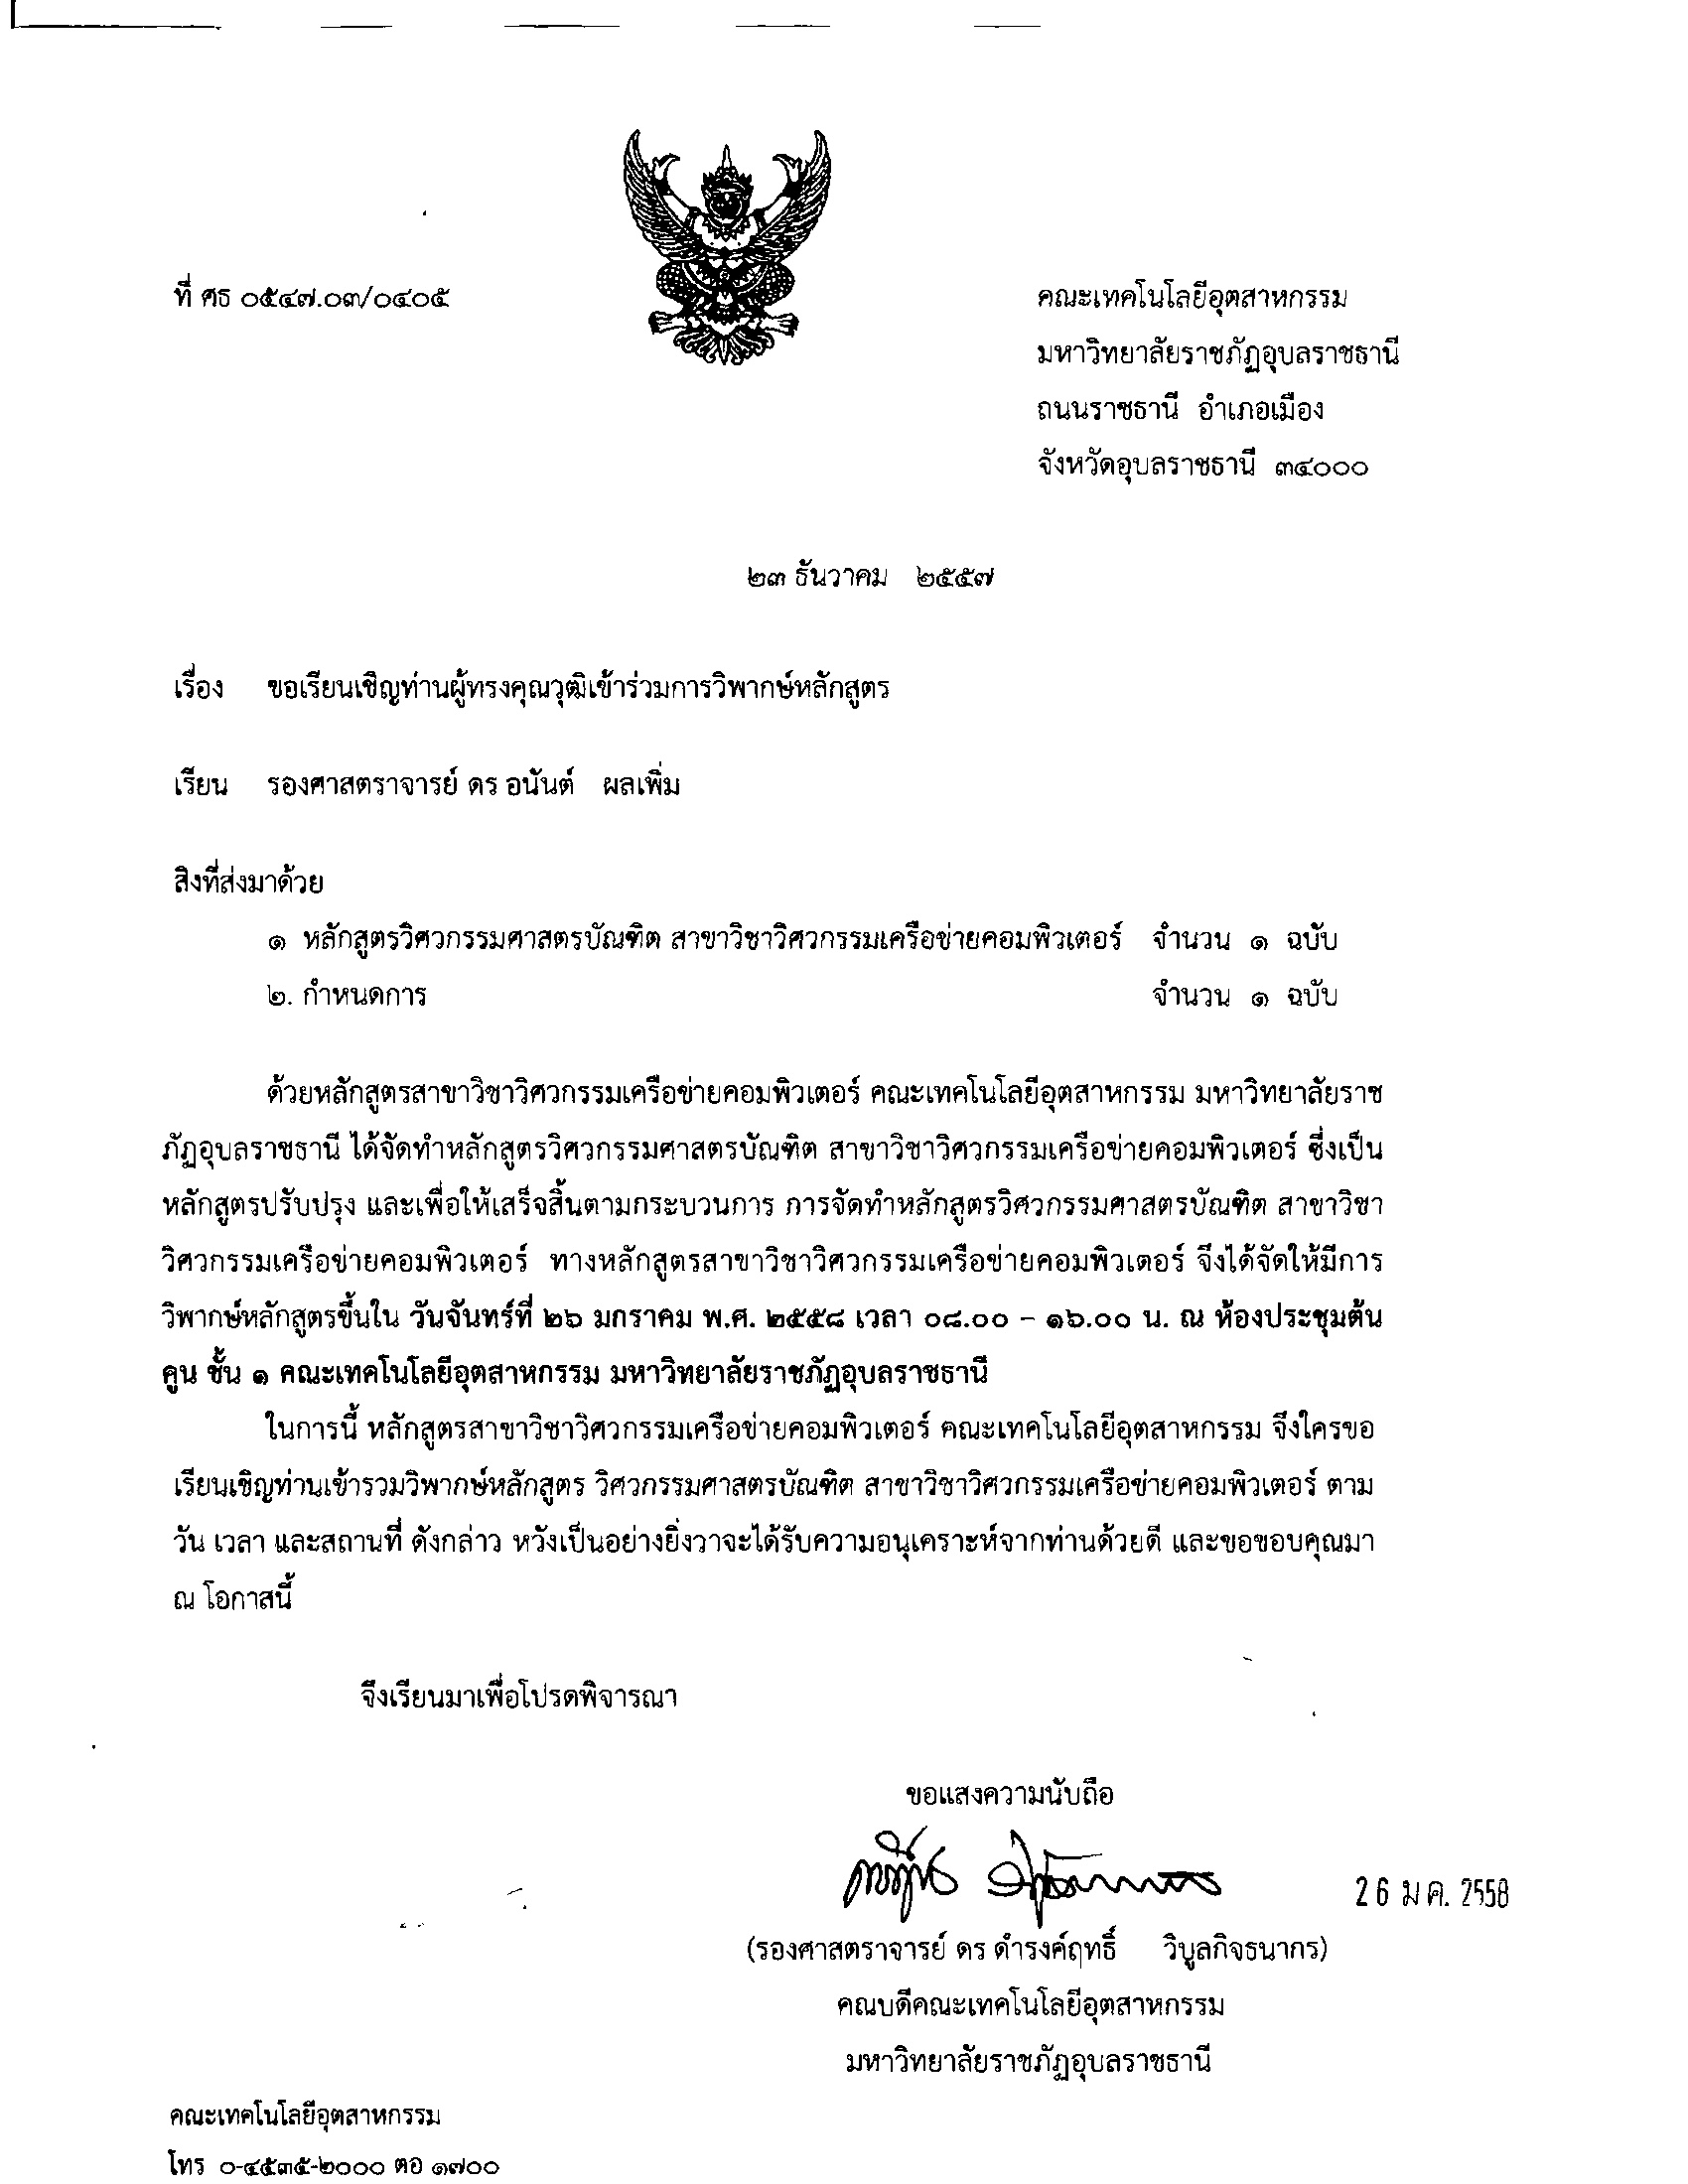 ที่ ศธ ๐๕๔๗.๐๓/๐๔๐๕
คณะเทคโนโลยีอุตสาหกรรม
มหาวิทยาลัยราชภัฏอุบลราชธานี
ถนนราชธานี อำเภอเมือง
จังหวัดอุบลราชธานี ๓๔๐๐๐
๒๓ ธันวาคม ๒๕๕๗
เรื่อง ขอเรียนเชิญท่านผู้ทรงคุณวุฒิเข้าร่วมการวิพากษ์หลักสูตร
เรียน รองศาสตราจารย์ ดร อนันต์ ผลเพิ่ม
สิงที่ส่งมาด้วย
๑ หลักสูตรวิศวกรรมศาสตรบัณฑิต สาขาวิชาวิศวกรรมเครือข่ายคอมพิวเตอร์ จำนวน ๑ ฉบับ
๒. กำหนดการ จำนวน ๑ ฉบับ
ด้วยหลักสูตรสาขาวิชาวิศวกรรมเครือข่ายคอมพิวเตอร์ คณะเทคโนโลยีอุตสาหกรรม มหาวิทยาลัยราช
ภัฏอุบลราชธานี ได้จัดทำหลักสูตรวิศวกรรมศาสตรบัณฑิต สาขาวิชาวิศวกรรมเครือข่ายคอมพิวเตอร์ ซึ่งเป็น
หลักสูตรปรับปรุง และเพื่อให้เสร็จสิ้นตามกระบวนการ การจัดทำหลักสูตรวิศวกรรมศาสตรบัณฑิต สาขาวิชา
วิศวกรรมเครือข่ายคอมพิวเตอร์ ทางหลักสูตรสาขาวิชาวิศวกรรมเครือข่ายคอมพิวเตอร์ จึงได้จัดให้มีการ
วิพากษ์หลักสูตรขึ้นใน วันจันทร์ที่ ๒๖ มกราคม พ.ศ. ๒๕๕๘ เวลา ๐๘.๐๐ – ๑๖.๐๐ น. ณ ห้องประชุมต้น
คูน ชั้น ๑ คณะเทคโนโลยีอุตสาหกรรม มหาวิทยาลัยราชภัฏอุบลราชธานี
ในการนี้ หลักสูตรสาขาวิชาวิศวกรรมเครือข่ายคอมพิวเตอร์ คณะเทคโนโลยีอุตสาหกรรม จึงใครขอ
เรียนเชิญท่านเข้ารวมวิพากษ์หลักสูตร วิศวกรรมศาสตรบัณฑิต สาขาวิชาวิศวกรรมเครือข่ายคอมพิวเตอร์ ตาม
วัน เวลา และสถานที่ ดังกล่าว หวังเป็นอย่างยิ่งวาจะได้รับความอนุเคราะห์จากท่านด้วยดี และขอขอบคุณมา
ณ โอกาสนี้
จึงเรียนมาเพื่อโปรดพิจารณา
ขอแสงความนับถือ
26 ม ค. 2558
(รองศาสตราจารย์ ดร ดำรงค์ฤทธิ์ วิบูลกิจธนากร)
คณบดีคณะเทคโนโลยีอุตสาหกรรม
มหาวิทยาลัยราชภัฏอุบลราชธานี
คณะเทคโนโลยีอุตสาหกรรม
โทร ๐-๔๕๓๕-๒๐๐๐ ตอ ๑๗๐๐